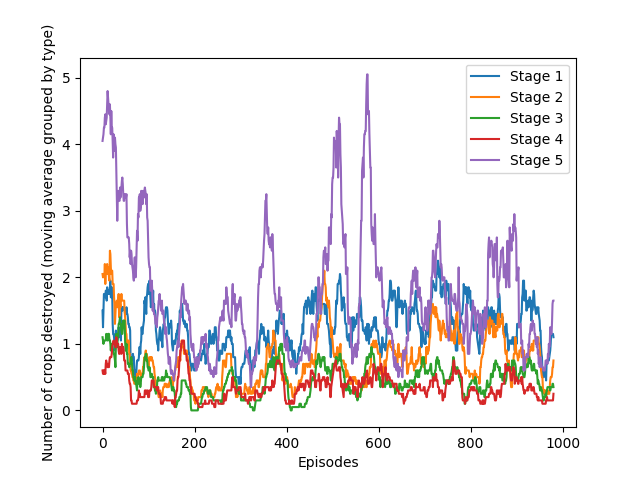 Number of crops destroyed (moving average grouped by type)
5
4
3
2
1
0
0 200 400 600 800 1000
Episodes
Stage 1
Stage 2
Stage 3
Stage 4
Stage 5